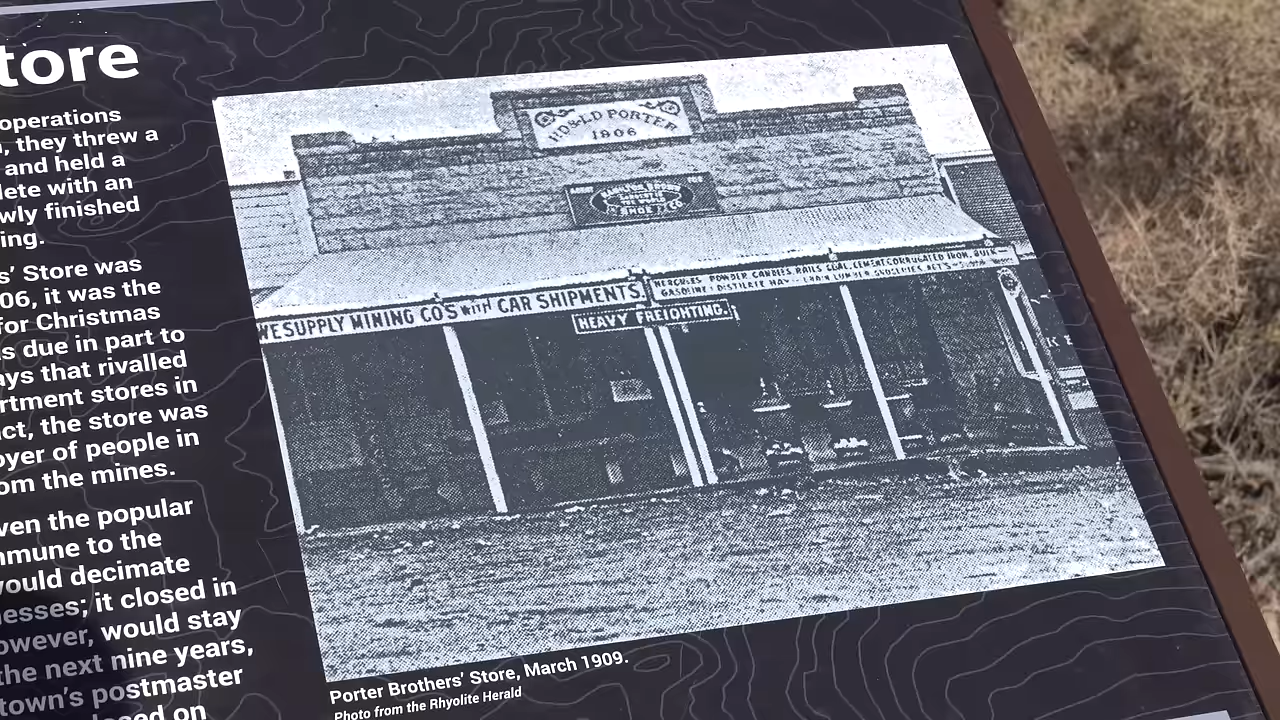 tore
operations
they threw a
and held a
lete with an
wly finished
ing.
s' Store was
06, it was the
for Christmas
s due in part to
ays that rivalled
rtment stores in
ct, the store was
oyer of people in
om the mines.
ven the popular
mmune to the
would decimate
nesses; it closed in
owever, would stay
the next nine years,
town's postmaster
osed on
HD & LD PORTER
1906
SHOE CO
WE SUPPLY MINING CO'S WITH CAR SHIPMENTS.
HERCULES POWDER, CANDLES, RAILS, COAL, CEMENT, CORRUGATED IRON,
GASOLINE, DISTILLATE, HAY GRAIN, LUMBER, GROCERIES,
HEAVY FREIGHTING.
Porter Brothers' Store, March 1909.
Photo from the Rhyolite Herald